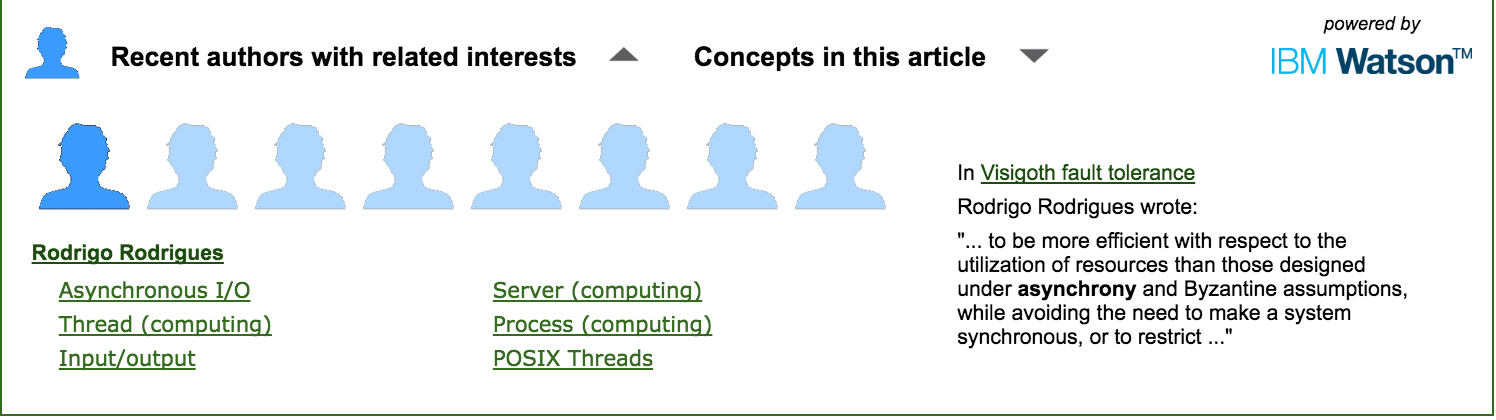 powered by
Recent authors with related interests
Concepts in this article
IBM Watson™
Rodrigo Rodrigues
Asynchronous I/O
Thread (computing)
Input/output
Server (computing)
Process (computing)
POSIX Threads
In Visigoth fault tolerance
Rodrigo Rodrigues wrote:
"... to be more efficient with respect to the
utilization of resources than those designed
under asynchrony and Byzantine assumptions,
while avoiding the need to make a system
synchronous, or to restrict ..."